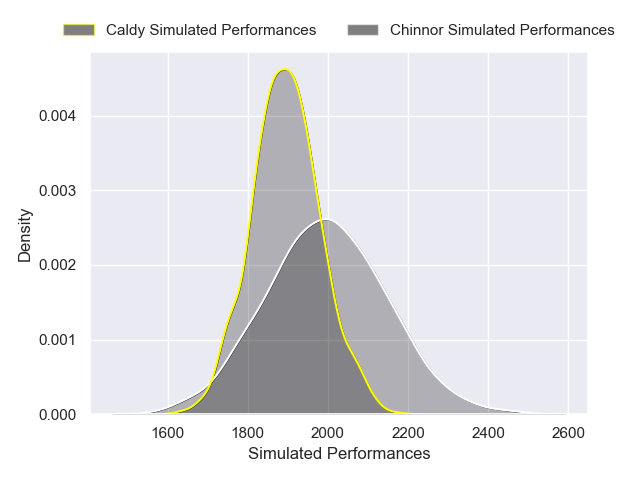 Caldy Simulated Performances Chinnor Simulated Performances
Density
0.004
0.003
0.002
0.001
0.000
1600 1800 2000 2200 2400 2600
Simulated Performances